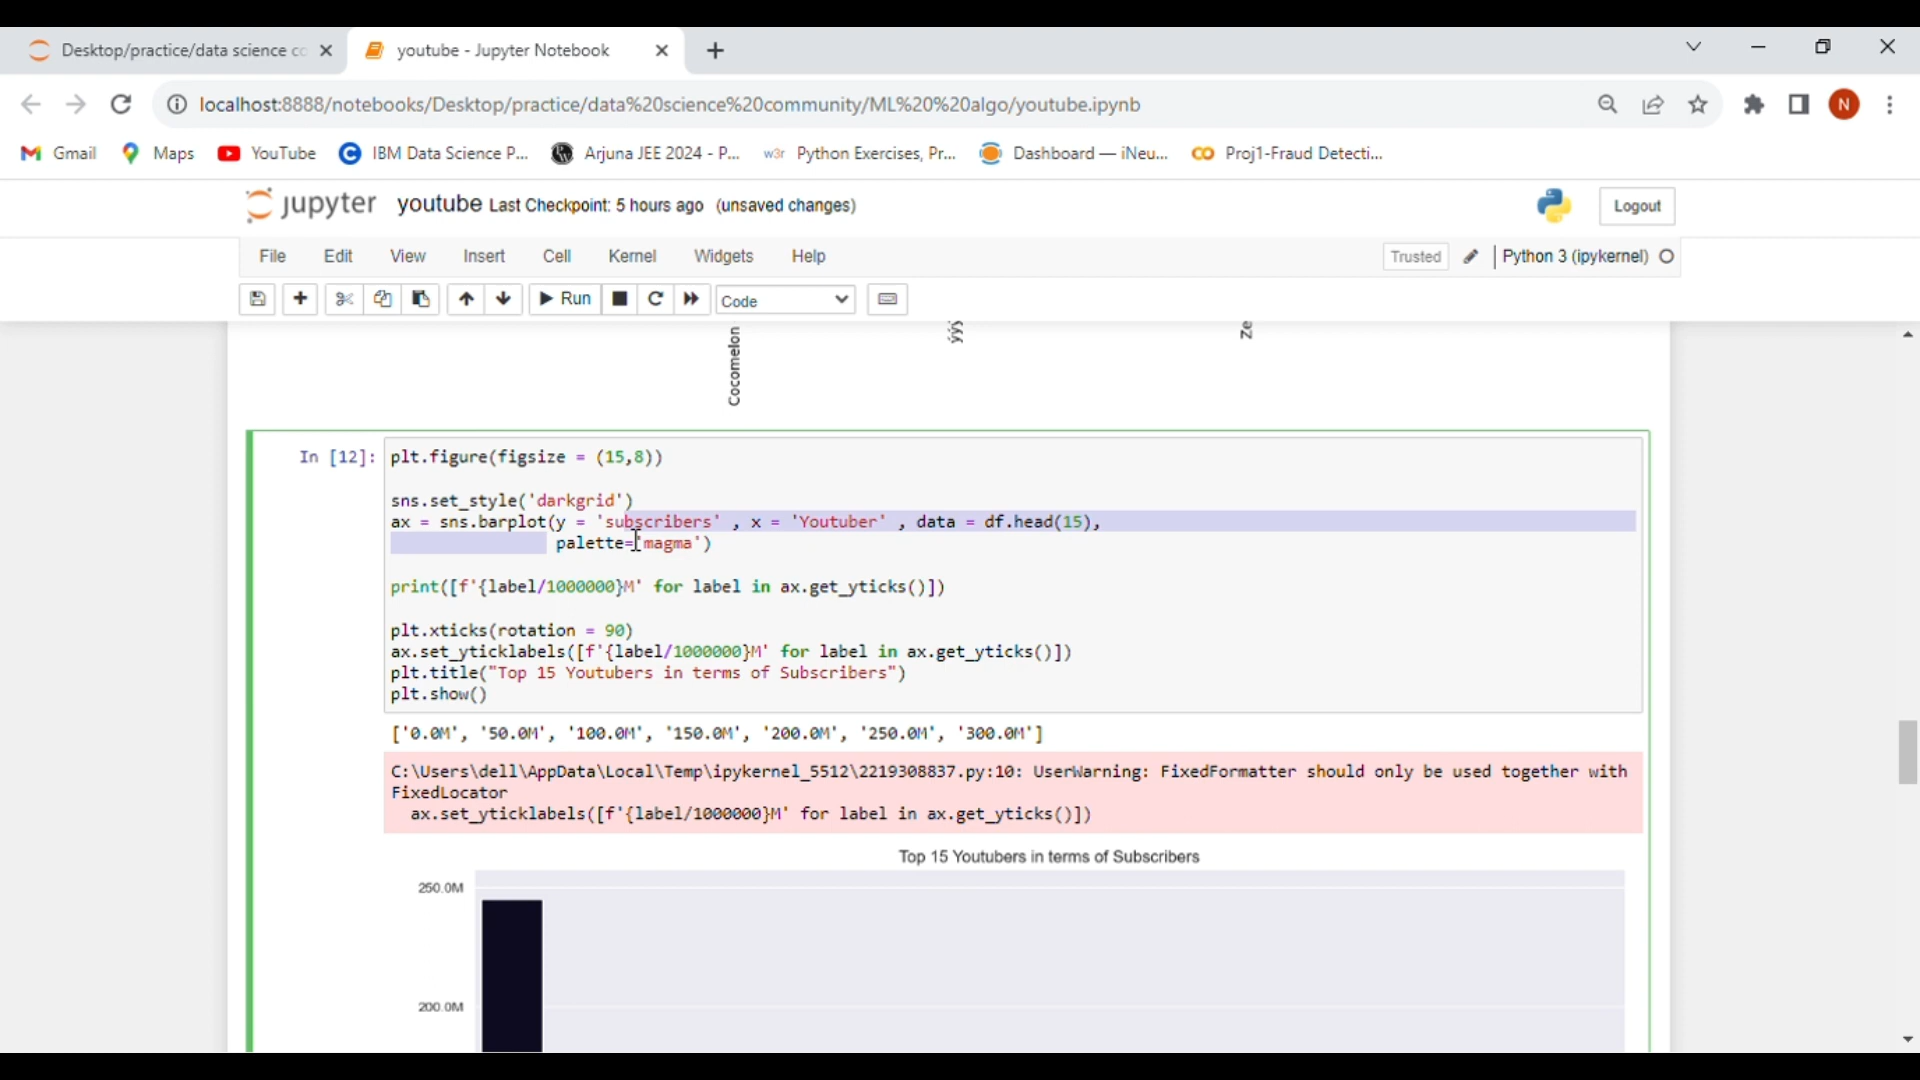 Desktop/practice/data science co
youtube - Jupyter Notebook
localhost:8888/notebooks/Desktop/practice/data%20science%20community/ML%20%20algo/youtube.ipynb
N
Gmail
Maps
YouTube
IBM Data Science P...
Arjuna JEE 2024 - P...
w3r Python Exercises, Pr...
Dashboard — iNeu...
Proj1-Fraud Detecti...
jupyter youtube Last Checkpoint: 5 hours ago (unsaved changes)
Logout
File Edit View Insert Cell Kernel Widgets Help
Trusted
Python 3 (ipykernel)
Run
Code
Cocomelon
Ze
In [12]: plt.figure(figsize = (15,8))
sns.set_style('darkgrid')
ax = sns.barplot(y = 'subscribers' , x = 'Youtuber' , data = df.head(15),
palette='magma')
print([f'{label/1000000}M' for label in ax.get_yticks()])
plt.xticks(rotation = 90)
ax.set_yticklabels([f'{label/1000000}M' for label in ax.get_yticks()])
plt.title("Top 15 Youtubers in terms of Subscribers")
plt.show()
['0.0M', '50.0M', '100.0M', '150.0M', '200.0M', '250.0M', '300.0M']
C:\Users\dell\AppData\Local\Temp\ipykernel_5512\2219308837.py:10: UserWarning: FixedFormatter should only be used together with
FixedLocator
ax.set_yticklabels([f'{label/1000000}M' for label in ax.get_yticks()])
Top 15 Youtubers in terms of Subscribers
250.0M
200.0M